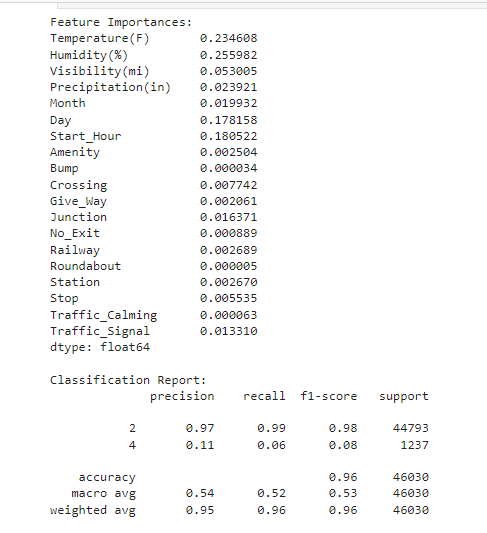 Feature Importances:
Temperature(F) 0.234608
Humidity(%) 0.255982
Visibility(mi) 0.053005
Precipitation(in) 0.023921
Month 0.019932
Day 0.178158
Start_Hour 0.180522
Amenity 0.002504
Bump 0.000034
Crossing 0.007742
Give_Way 0.002061
Junction 0.016371
No_Exit 0.000889
Railway 0.002689
Roundabout 0.000005
Station 0.002670
Stop 0.005535
Traffic_Calming 0.000063
Traffic_Signal 0.013310
dtype: float64
Classification Report:
precision recall f1-score support
2 0.97 0.99 0.98 44793
4 0.11 0.06 0.08 1237
accuracy 0.96 46030
macro avg 0.54 0.52 0.53 46030
weighted avg 0.95 0.96 0.96 46030